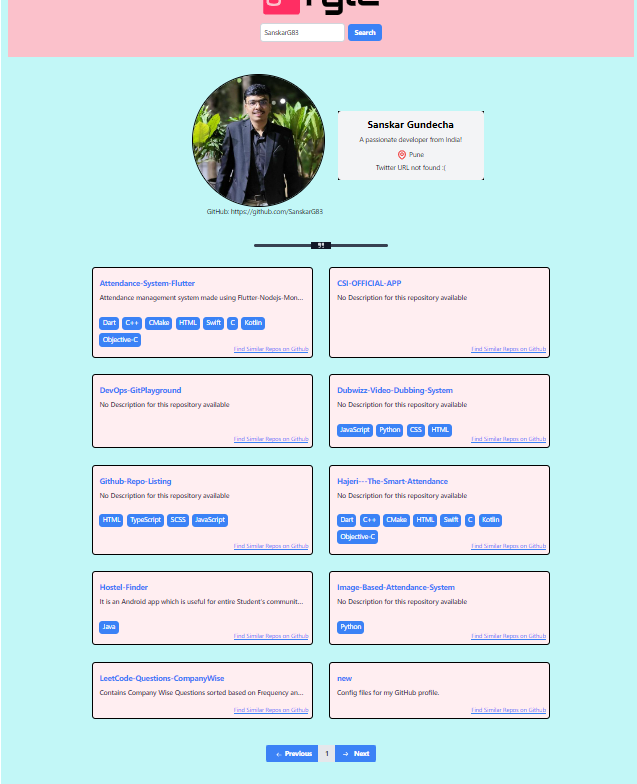 SanskarG83
Search
Sanskar Gundecha
A passionate developer from India!
Pune
Twitter URL not found :(
GitHub: https://github.com/SanskarG83
Attendance-System-Flutter
Attendance management system made using Flutter-Nodejs-Mon...
Dart C++ CMake HTML Swift C Kotlin
Objective-C
Find Similar Repos on Github
CSI-OFFICIAL-APP
No Description for this repository available
Find Similar Repos on Github
DevOps-GitPlayground
No Description for this repository available
Find Similar Repos on Github
Dubwizz-Video-Dubbing-System
No Description for this repository available
JavaScript Python CSS HTML
Find Similar Repos on Github
Github-Repo-Listing
No Description for this repository available
HTML TypeScript SCSS JavaScript
Find Similar Repos on Github
Hajeri---The-Smart-Attendance
No Description for this repository available
Dart C++ CMake HTML Swift C Kotlin
Objective-C
Find Similar Repos on Github
Hostel-Finder
It is an Android app which is useful for entire Student's communit...
Java
Find Similar Repos on Github
Image-Based-Attendance-System
No Description for this repository available
Python
Find Similar Repos on Github
LeetCode-Questions-CompanyWise
Contains Company Wise Questions sorted based on Frequency an...
Find Similar Repos on Github
new
Config files for my GitHub profile.
Find Similar Repos on Github
← Previous 1 → Next